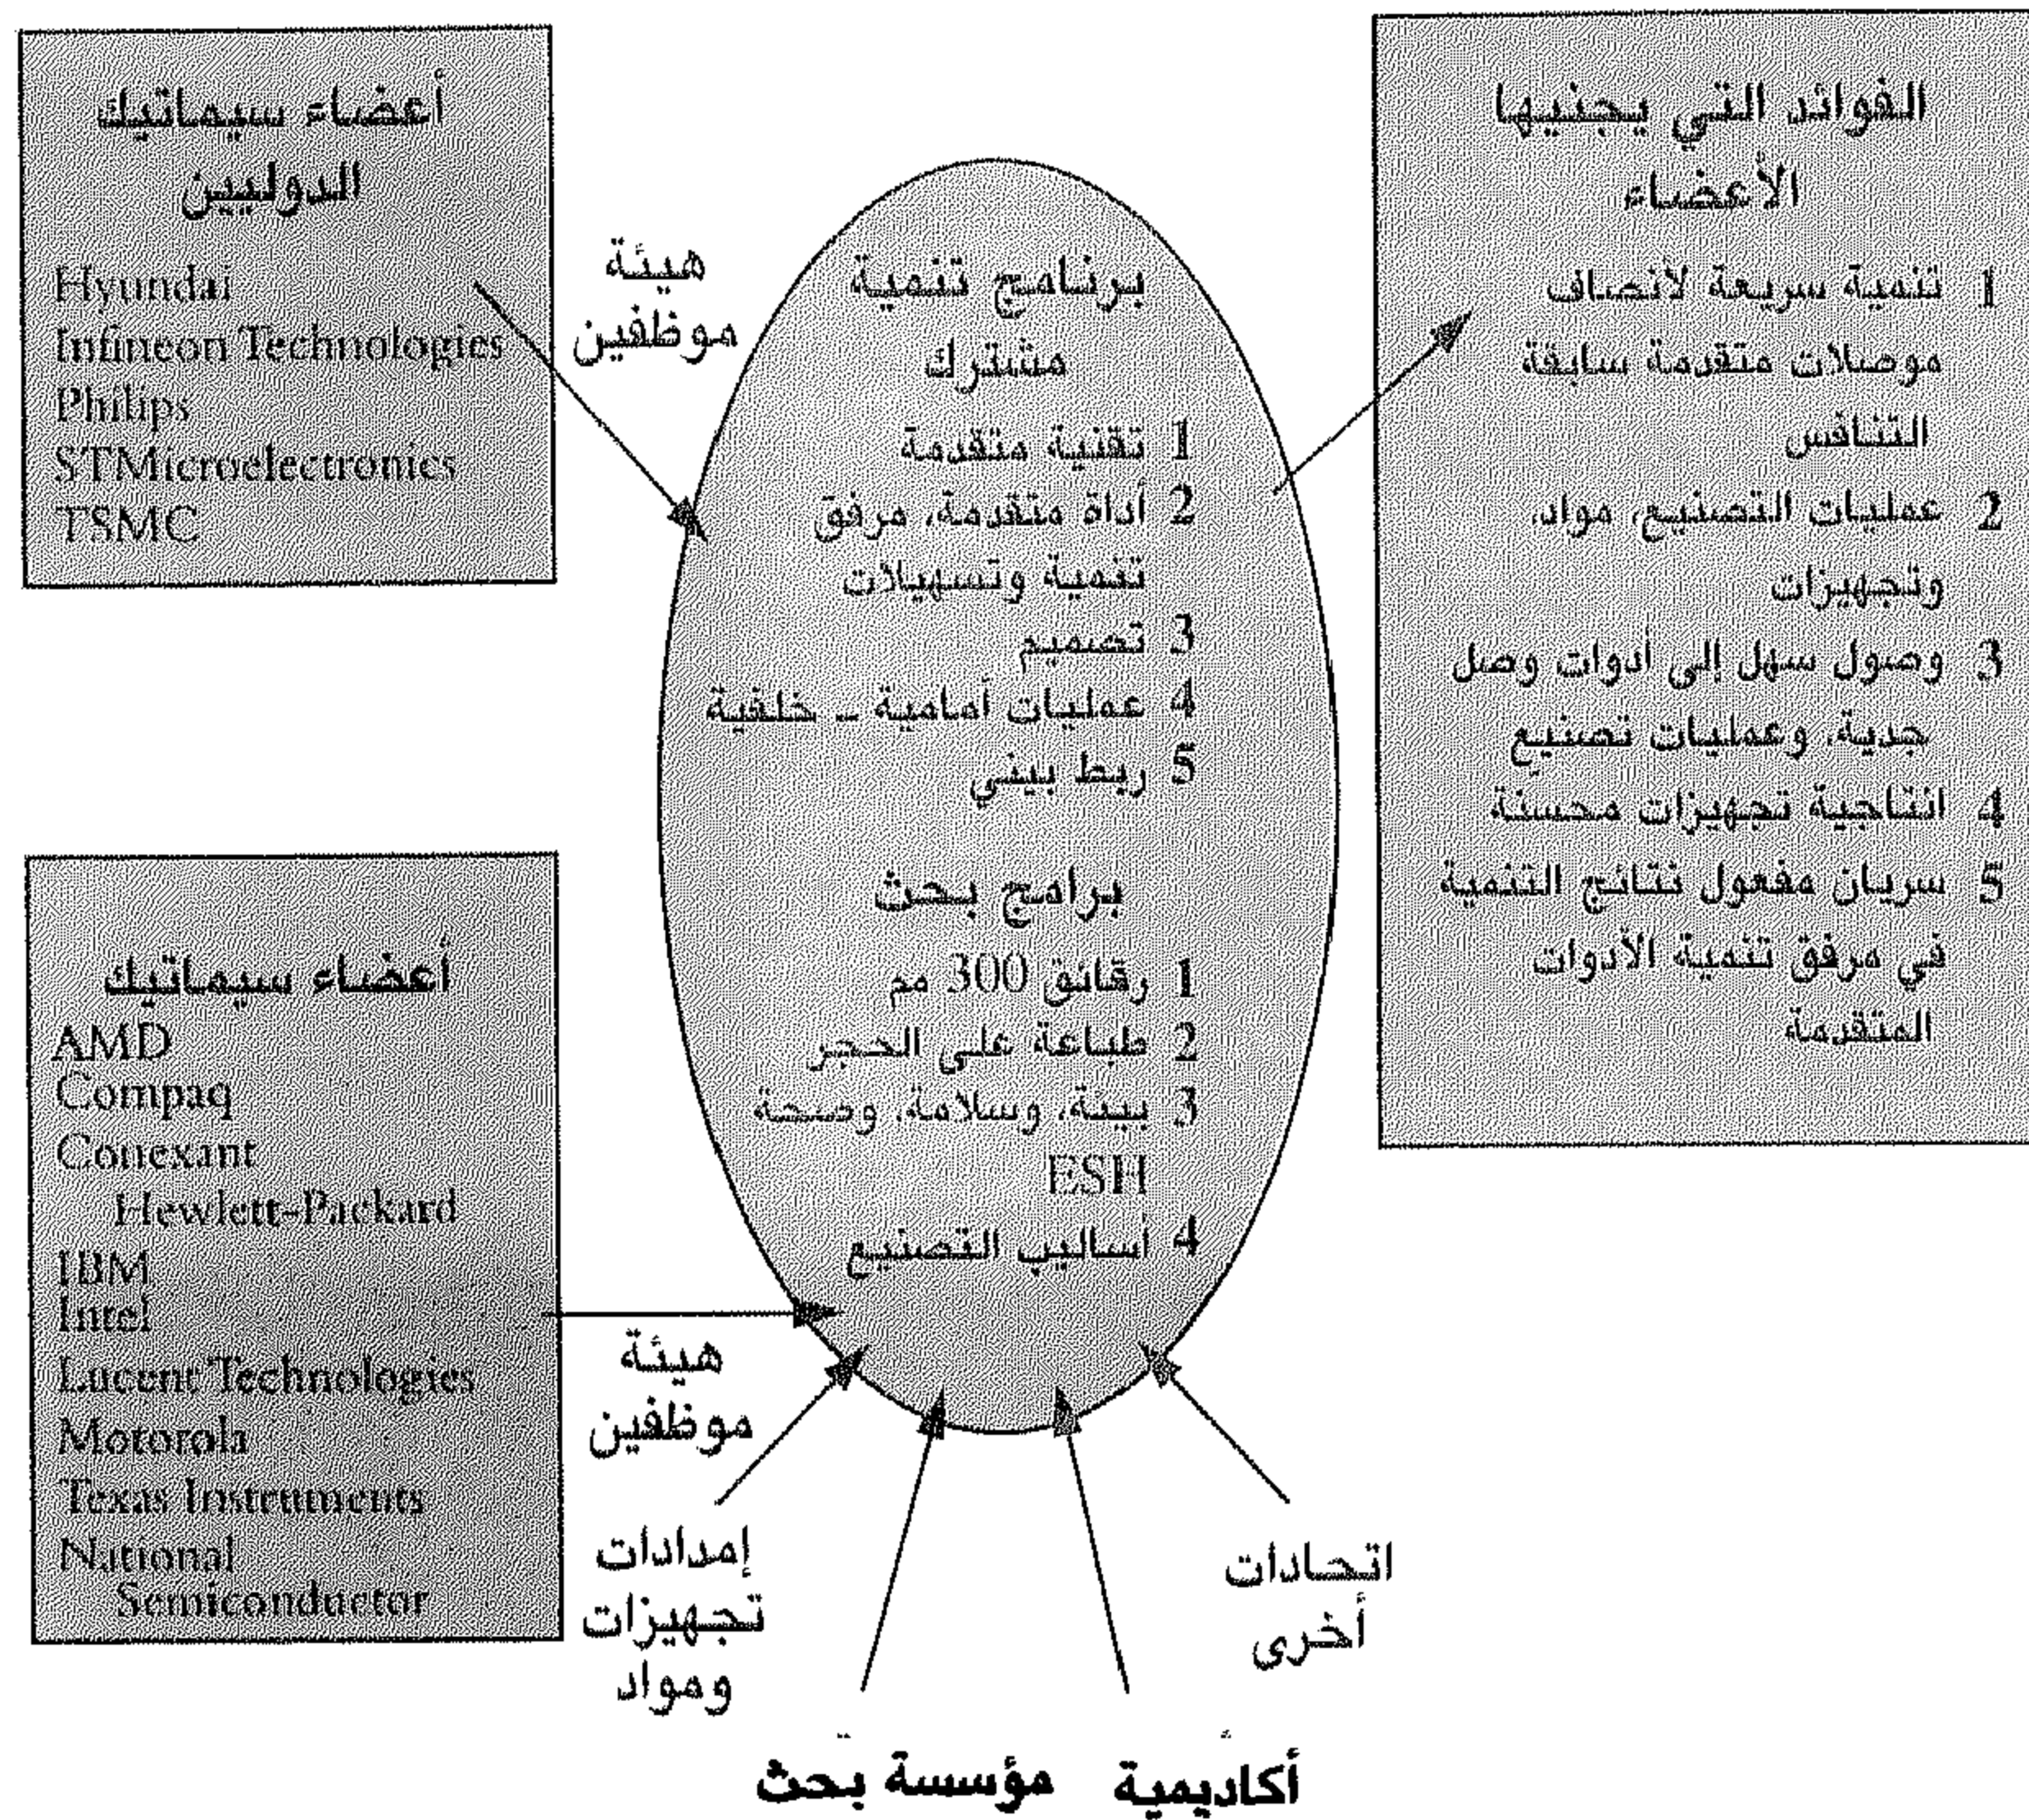 أعضاء سيماتيك
الدوليين
Hyundai
Infineon Technologies
Philips
STMicroelectronics
TSMC
هيئة
موظفين
برنامج تنمية
مشترك
1 تقنية متقدمة
2 أداة متقدمة، مرفق
تنمية وتسهيلات
3 تصميم
4 عمليات أمامية - خلفية
5 ربط بيني
برامج بحث
1 رقائق 300 مم
2 طباعة على الحجر
3 بيئة، وسلامة، وصحة
ESH
4 أساليب التصنيع
الفوائد التي يجنيها
الأعضاء
1 تنمية سريعة لأنصاف
موصلات متقدمة سابقة
التنافس
2 عمليات التصنيع، مواد،
وتجهيزات
3 وصول سهل إلى أدوات وصل
جدية، وعمليات تصنيع
4 انتاجية تجهيزات محسنة
5 سريان مفعول نتائج التنمية
في مرفق تنمية الأدوات
المتقدمة
أعضاء سيماتيك
AMD
Compaq
Conexant
Hewlett-Packard
IBM
Intel
Lucent Technologies
Motorola
Texas Instruments
National
Semiconductor
هيئة
موظفين
إمدادات
تجهيزات
ومواد
مؤسسة بحث
أكاديمية
اتحادات
أخرى